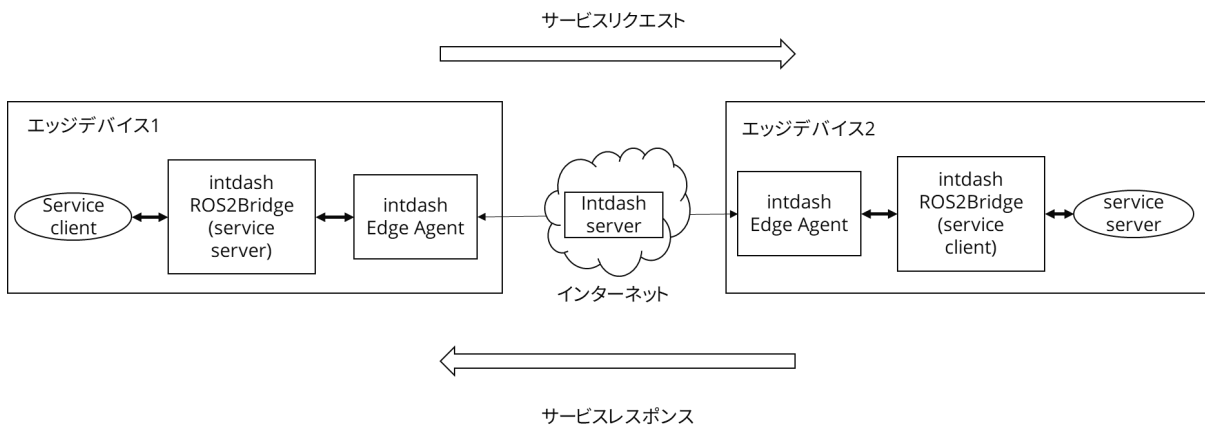 サービスリクエスト
エッジデバイス1
Service
client
intdash
ROS2Bridge
(service
server)
intdash
Edge Agent
Intdash
server
インターネット
エッジデバイス2
intdash
Edge Agent
intdash
ROS2Bridge
(service
client)
service
server
サービスレスポンス